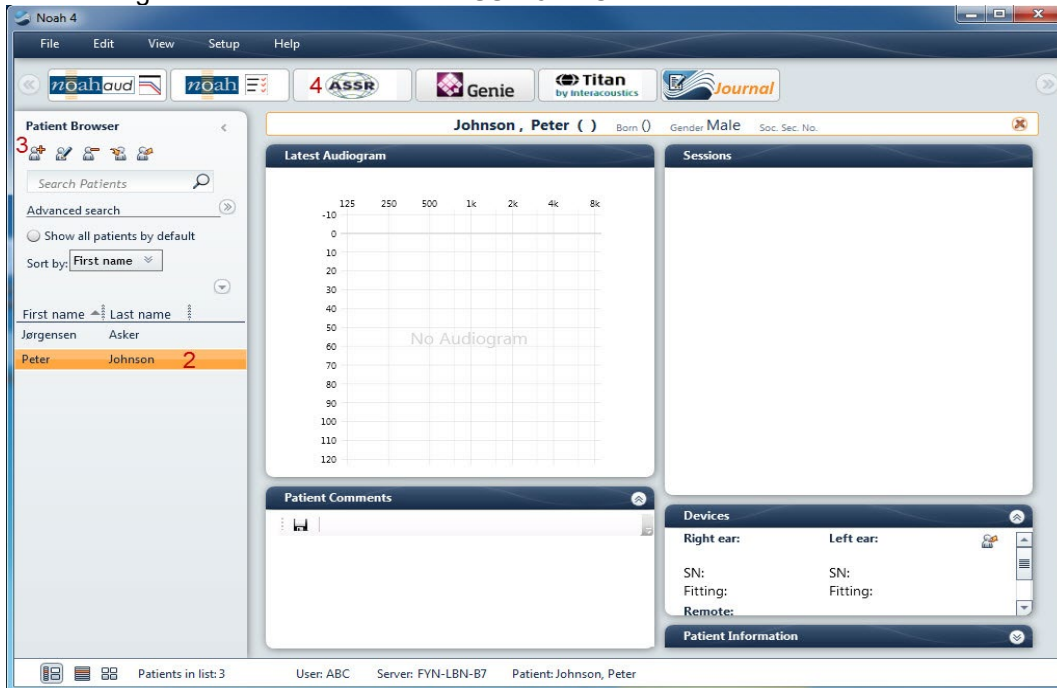 Noah 4
File Edit View Setup Help
noah aud noah 4 ASSR Genie Titan by Interacoustics Journal
Patient Browser
3
Search Patients
Advanced search
Show all patients by default
Sort by: First name
First name Last name
Jørgensen Asker
Peter Johnson 2
Johnson , Peter ( ) Born () Gender Male Soc. Sec. No.
Latest Audiogram
125 250 500 1k 2k 4k 8k
-10
0
10
20
30
40
50
60
70
80
90
100
110
120
No Audiogram
Patient Comments
Sessions
Devices
Right ear: Left ear:
SN: SN:
Fitting: Fitting:
Remote:
Patient Information
Patients in list: 3 User: ABC Server: FYN-LBN-B7 Patient: Johnson, Peter